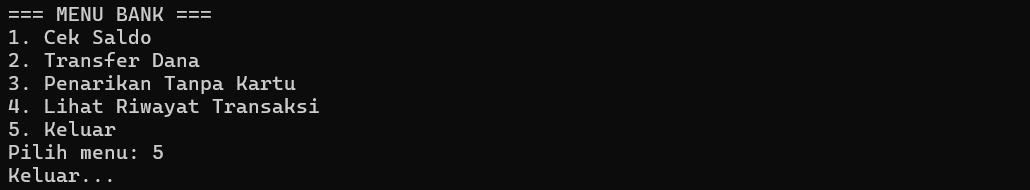 === MENU BANK ===
1. Cek Saldo
2. Transfer Dana
3. Penarikan Tanpa Kartu
4. Lihat Riwayat Transaksi
5. Keluar
Pilih menu: 5
Keluar...